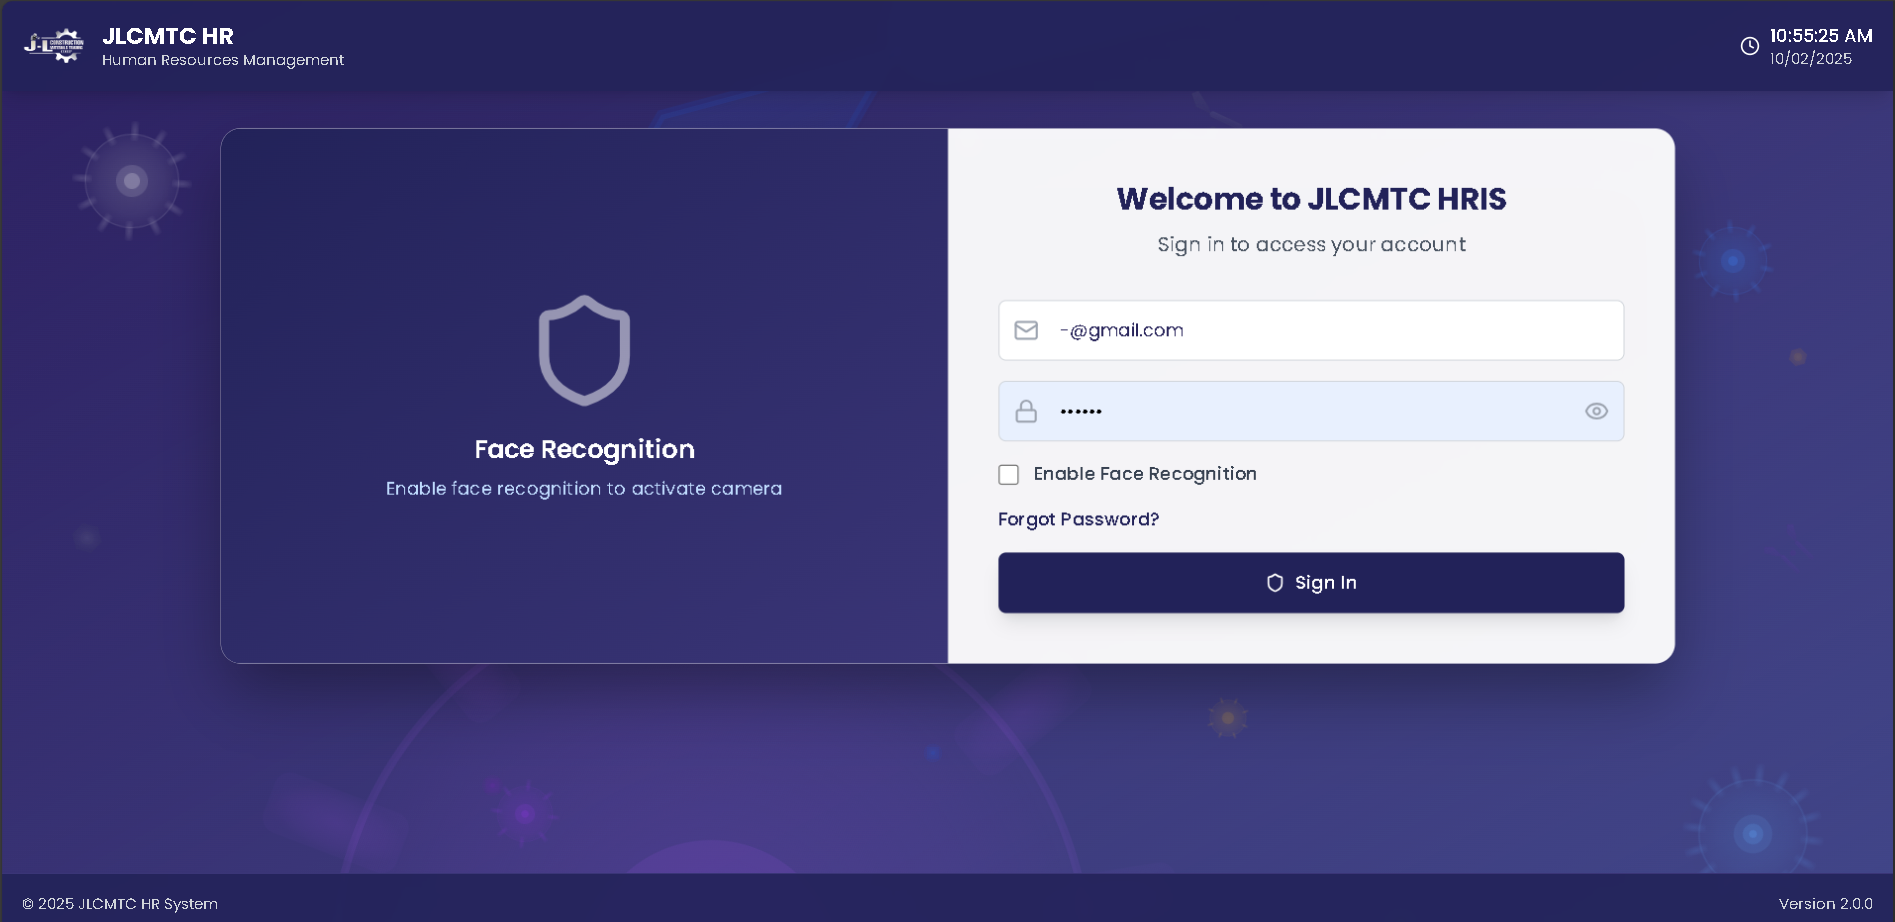 J-L CONSTRUCTION
JLCMTC HR
Human Resources Management
10:55:25 AM
10/02/2025
Face Recognition
Enable face recognition to activate camera
Welcome to JLCMTC HRIS
Sign in to access your account
-@gmail.com
••••••
Enable Face Recognition
Forgot Password?
Sign In
© 2025 JLCMTC HR System
Version 2.0.0